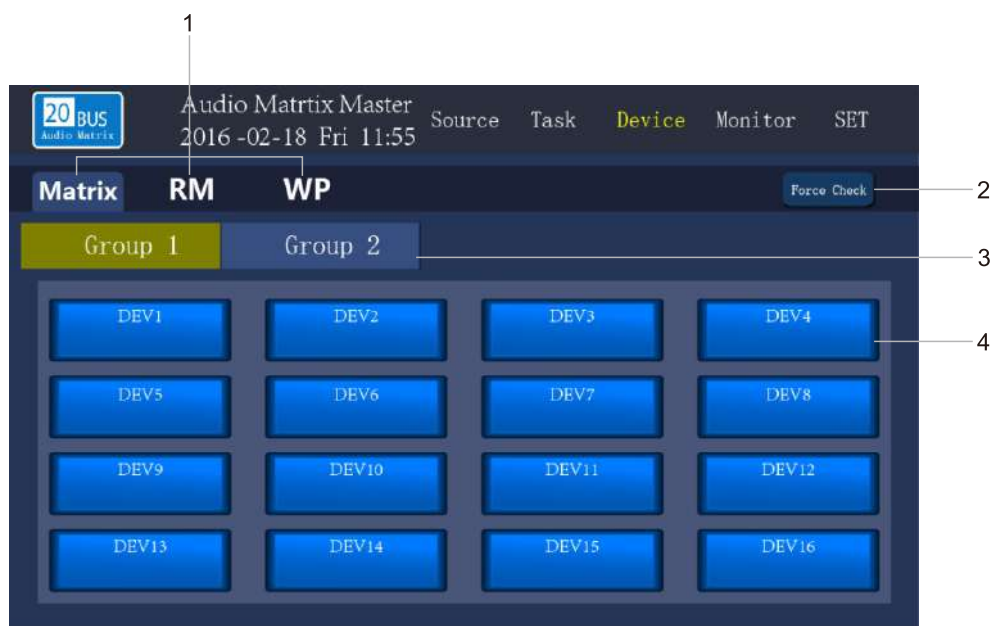 1
20 BUS
Audio Matrix
Audio Matrtix Master
2016 -02-18 Fri 11:55
Source Task Device Monitor SET
Matrix RM WP
Force Check
2
Group 1 Group 2
3
DEV1 DEV2 DEV3 DEV4
4
DEV5 DEV6 DEV7 DEV8
DEV9 DEV10 DEV11 DEV12
DEV13 DEV14 DEV15 DEV16